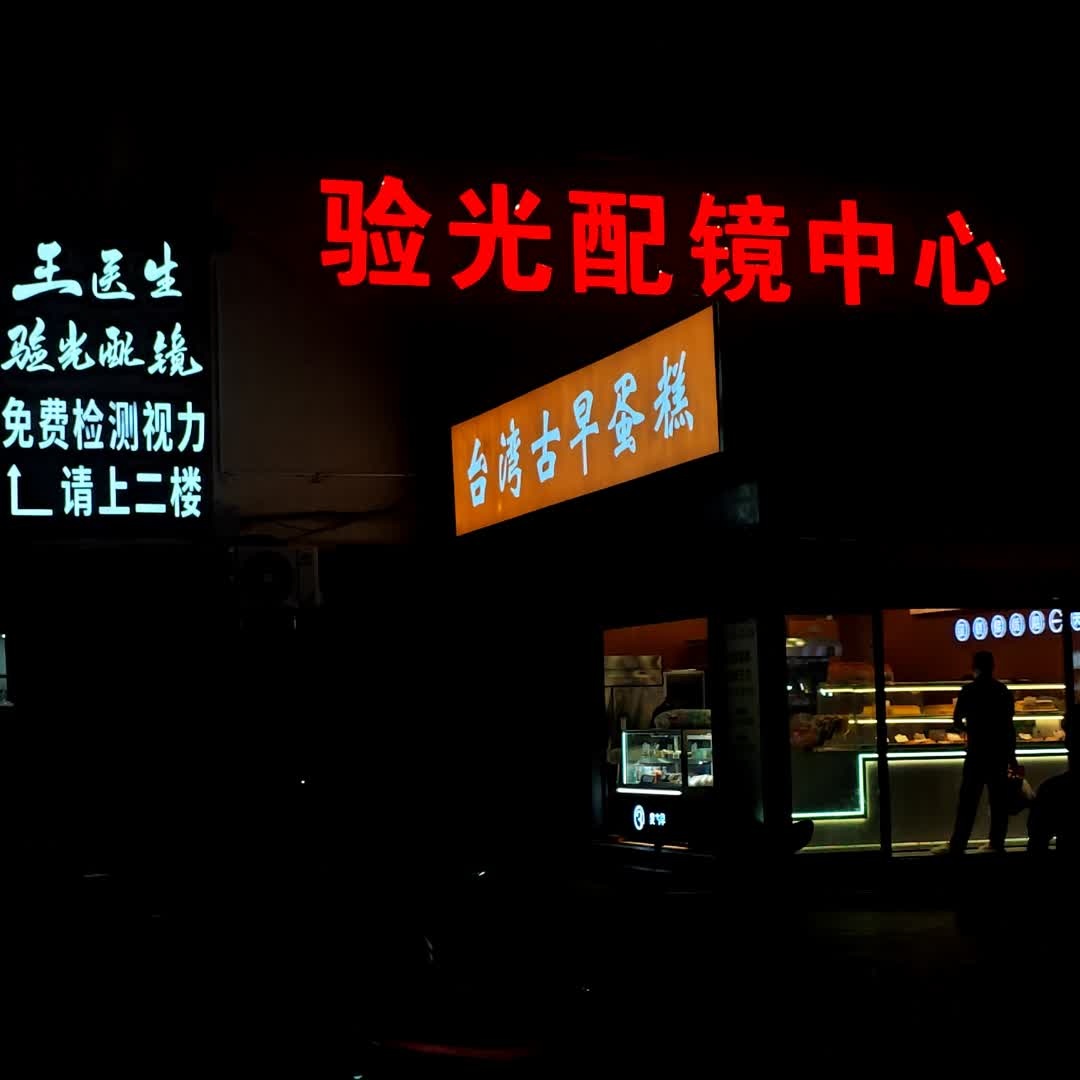 验光配镜中心
王医生
验光配镜
免费检测视力
请上二楼
台湾古早蛋糕